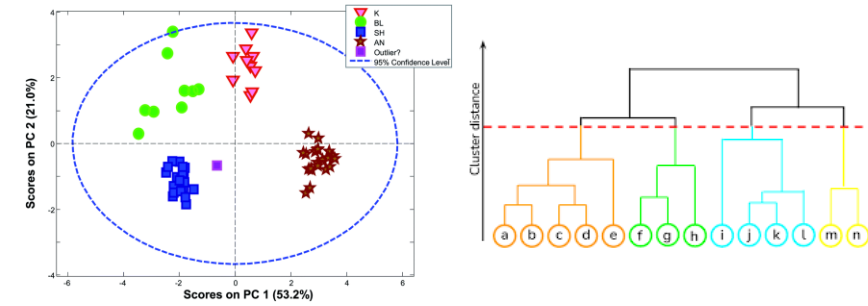 4
2
0
-2
-4
-6
-4
-2
0
2
4
6
Scores on PC 2 (21.0%)
Scores on PC 1 (53.2%)
K
BL
SH
AN
Outlier?
95% Confidence Level
Cluster distance
a b c d e f g h i j k l m n